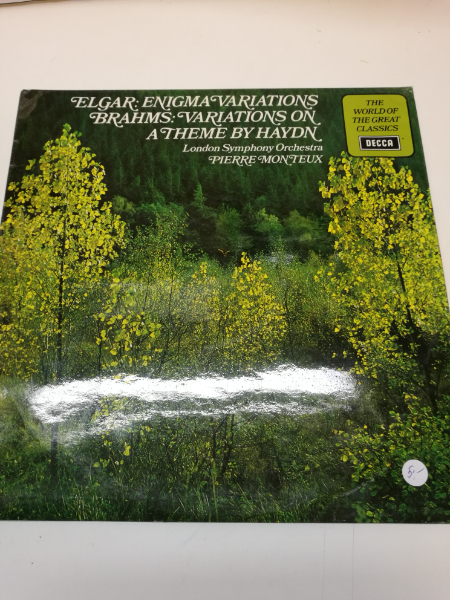 ELGAR: ENIGMA VARIATIONS
BRAHMS: VARIATIONS ON
A THEME BY HAYDN
London Symphony Orchestra
PIERRE MONTEUX
THE
WORLD OF
THE GREAT
CLASSICS
DECCA
5,-